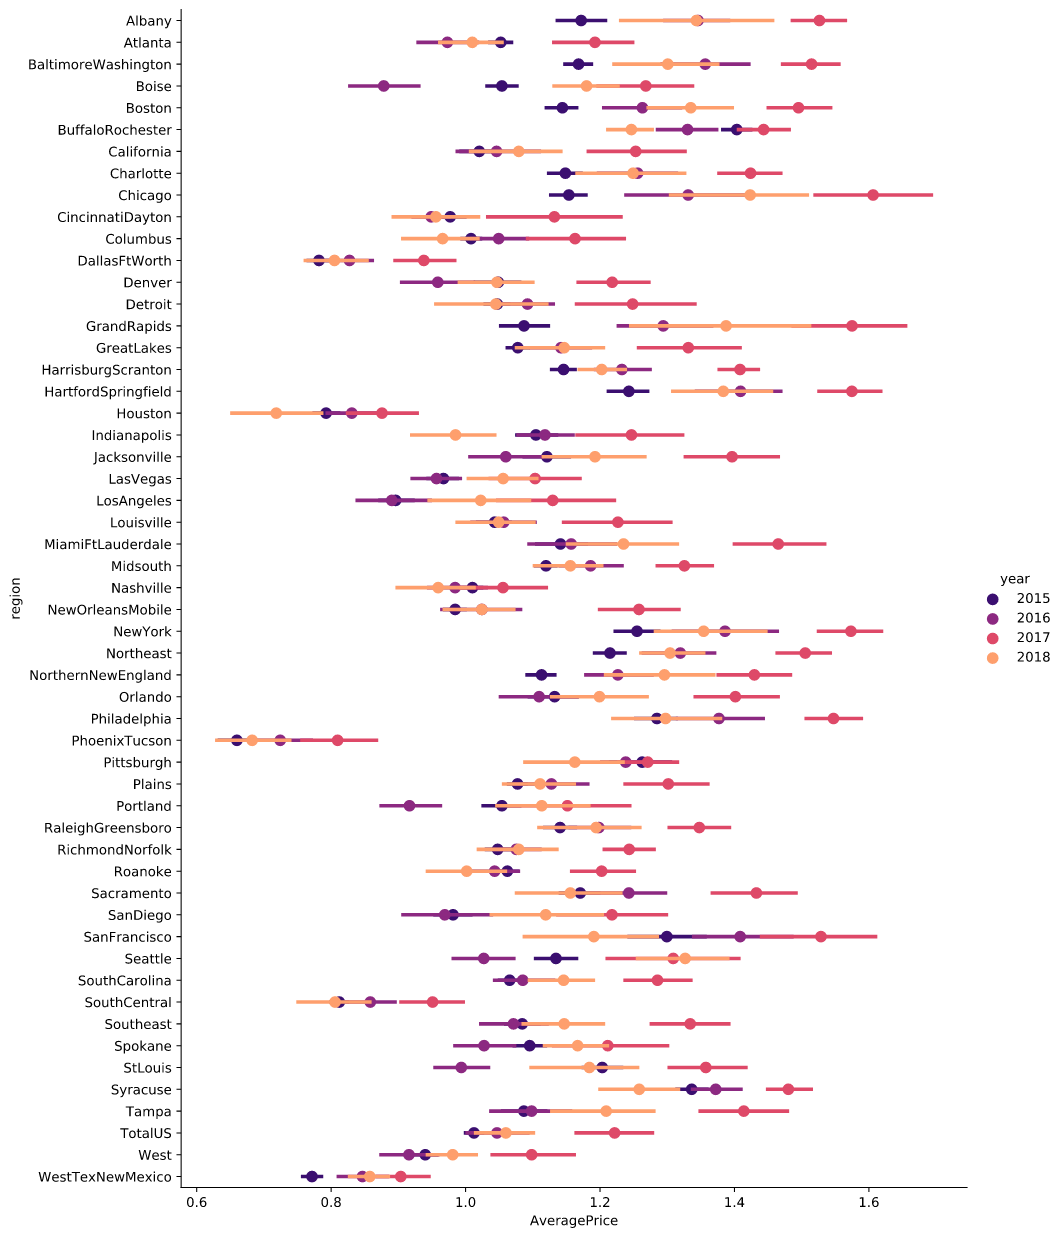 Albany
Atlanta
BaltimoreWashington
Boise
Boston
BuffaloRochester
California
Charlotte
Chicago
CincinnatiDayton
Columbus
DallasFtWorth
Denver
Detroit
GrandRapids
GreatLakes
HarrisburgScranton
HartfordSpringfield
Houston
Indianapolis
Jacksonville
LasVegas
LosAngeles
Louisville
MiamiFtLauderdale
Midsouth
Nashville
NewOrleansMobile
NewYork
Northeast
NorthernNewEngland
Orlando
Philadelphia
PhoenixTucson
Pittsburgh
Plains
Portland
RaleighGreensboro
RichmondNorfolk
Roanoke
Sacramento
SanDiego
SanFrancisco
Seattle
SouthCarolina
SouthCentral
Southeast
Spokane
StLouis
Syracuse
Tampa
TotalUS
West
WestTexNewMexico
region
0.6 0.8 1.0 1.2 1.4 1.6
AveragePrice
year
2015
2016
2017
2018